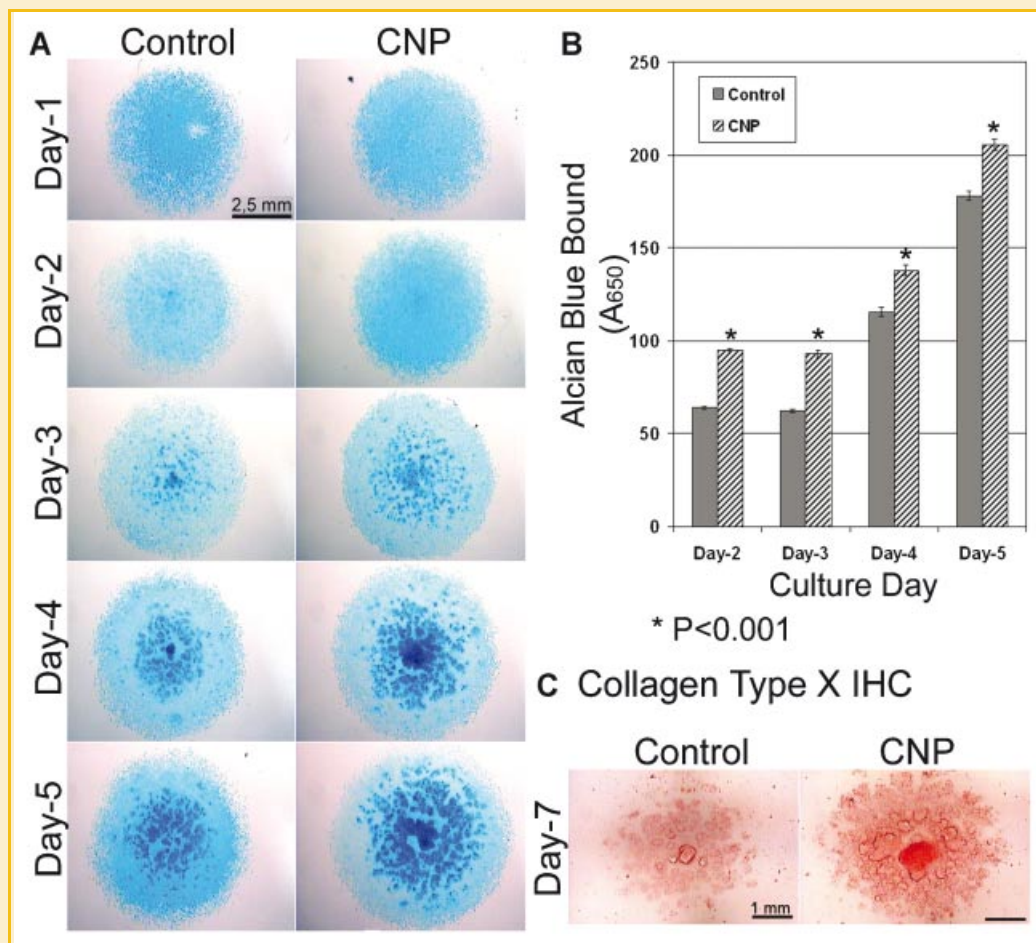 A
Control
CNP
Day-1
2,5 mm
Day-2
Day-3
Day-4
Day-5
B
250
200
150
100
50
0
Alcian Blue Bound
(A650)
Control
CNP
*
*
*
*
Day-2 Day-3 Day-4 Day-5
Culture Day
* P<0.001
C Collagen Type X IHC
Control
CNP
Day-7
1 mm